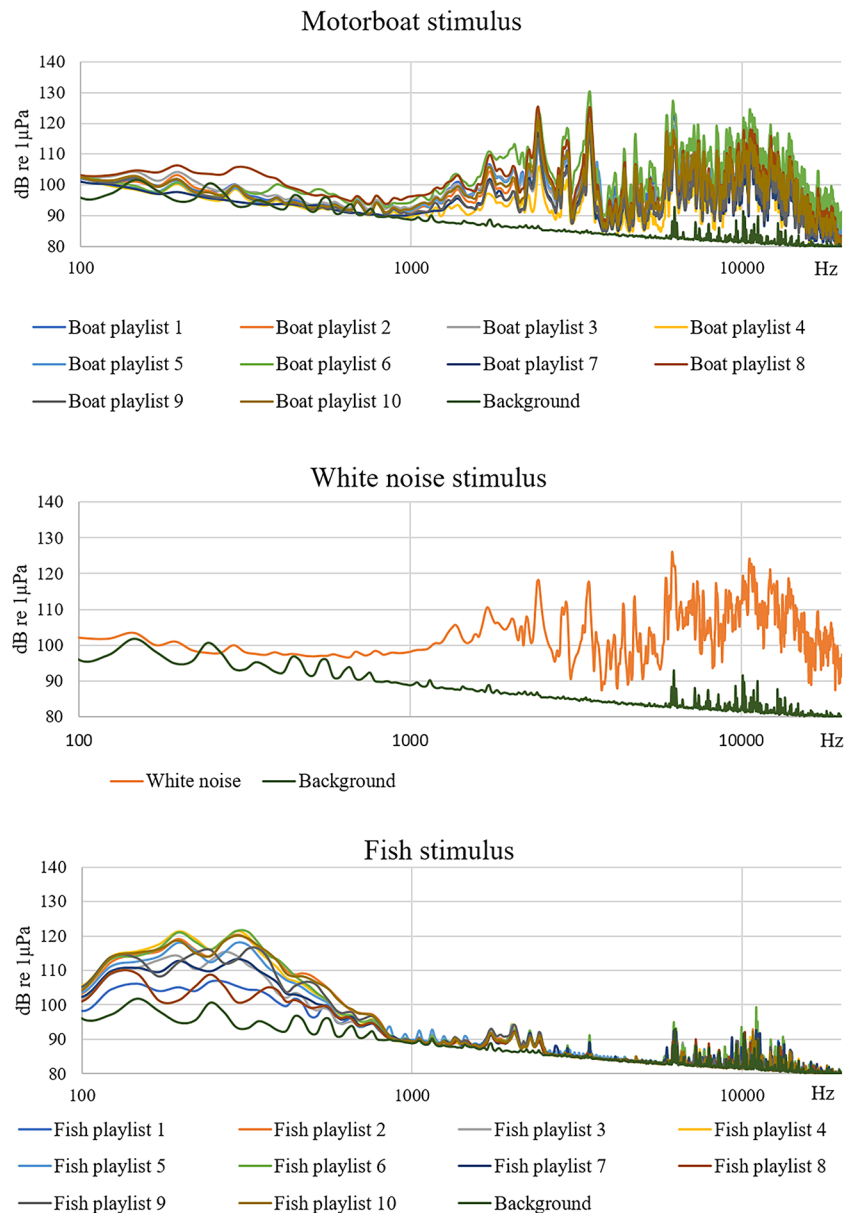 Motorboat stimulus
140
130
120
110
100
90
80
dB re 1µPa
100 1000 10000 Hz
Boat playlist 1 Boat playlist 2 Boat playlist 3 Boat playlist 4
Boat playlist 5 Boat playlist 6 Boat playlist 7 Boat playlist 8
Boat playlist 9 Boat playlist 10 Background
White noise stimulus
140
130
120
110
100
90
80
dB re 1µPa
100 1000 10000 Hz
White noise Background
Fish stimulus
140
130
120
110
100
90
80
dB re 1µPa
100 1000 10000 Hz
Fish playlist 1 Fish playlist 2 Fish playlist 3 Fish playlist 4
Fish playlist 5 Fish playlist 6 Fish playlist 7 Fish playlist 8
Fish playlist 9 Fish playlist 10 Background